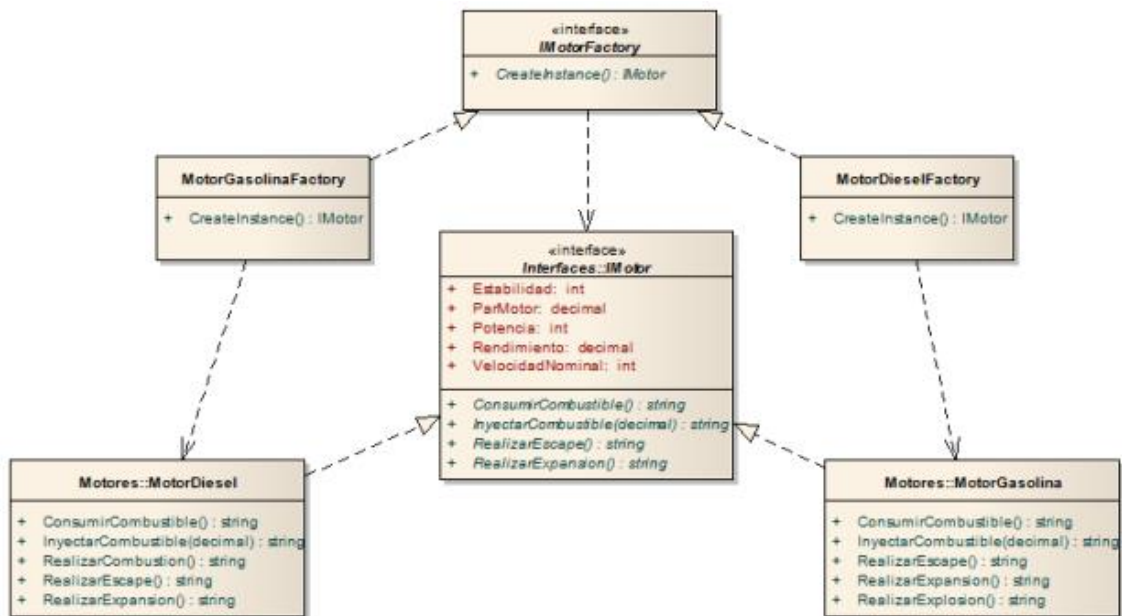 «interface»
IMotorFactory
+ CreateInstance() : IMotor
MotorGasolinaFactory
+ CreateInstance() : IMotor
MotorDieselFactory
+ CreateInstance() : IMotor
«interface»
Interfaces::IMotor
+ Estabilidad: int
+ ParMotor: decimal
+ Potencia: int
+ Rendimiento: decimal
+ VelocidadNominal: int
+ ConsumirCombustible() : string
+ InyectarCombustible(decimal) : string
+ RealizarEscape() : string
+ RealizarExpansion() : string
Motores::MotorDiesel
+ ConsumirCombustible() : string
+ InyectarCombustible(decimal) : string
+ RealizarCombustion() : string
+ RealizarEscape() : string
+ RealizarExpansion() : string
Motores::MotorGasolina
+ ConsumirCombustible() : string
+ InyectarCombustible(decimal) : string
+ RealizarEscape() : string
+ RealizarExpansion() : string
+ RealizarExplosion() : string